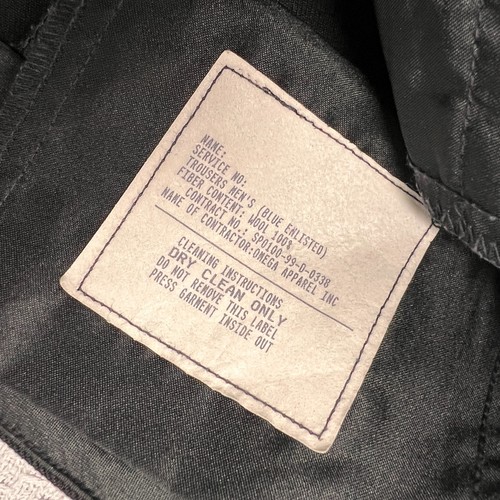 NAME:
SERVICE NO:
TROUSERS MEN'S (BLUE ENLISTED)
FIBER CONTENT: WOOL 100%
CONTRACT NO.: SPO100-99-D-0338
NAME OF CONTRACTOR:OMEGA APPAREL INC
CLEANING INSTRUCTIONS
DRY CLEAN ONLY
DO NOT REMOVE THIS LABEL
PRESS GARMENT INSIDE OUT